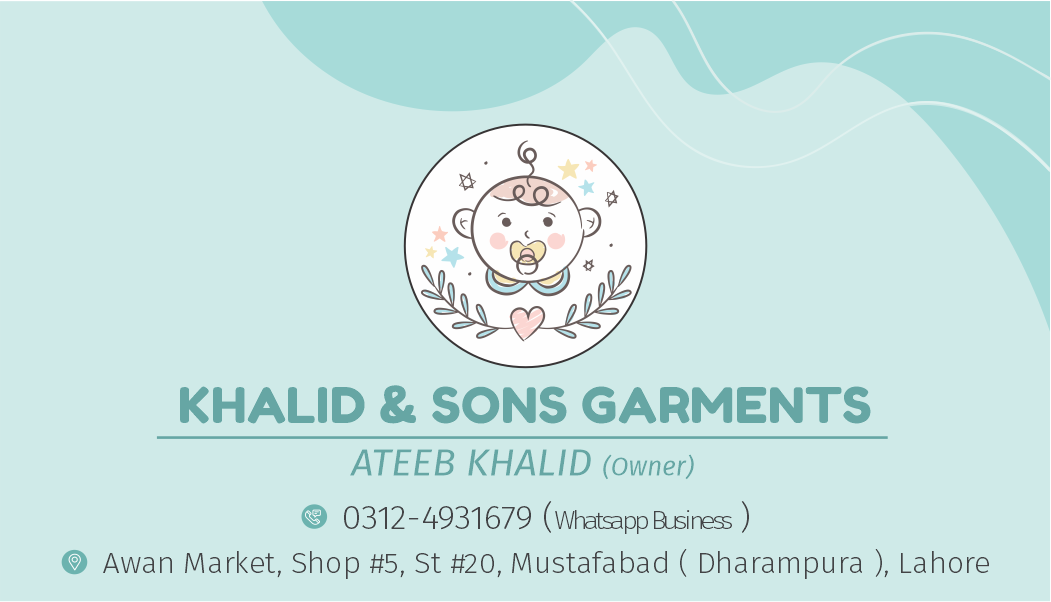 KHALID & SONS GARMENTS
ATEEB KHALID (Owner)
0312-4931679 (Whatsapp Business )
Awan Market, Shop #5, St #20, Mustafabad ( Dharampura ), Lahore